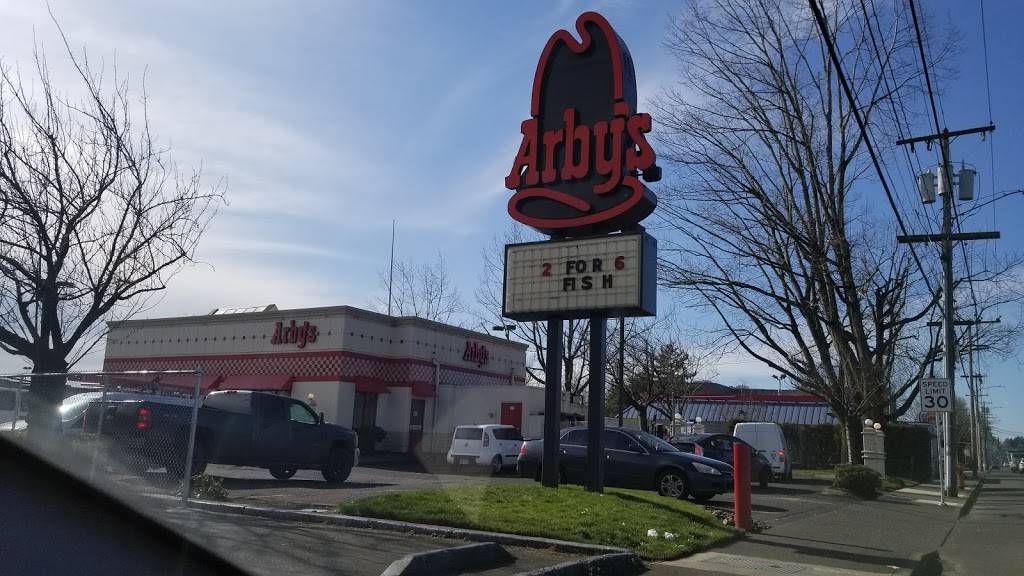 Arby's
2 FOR 6
FISH
Arby's
Arby's
SPEED
LIMIT
30